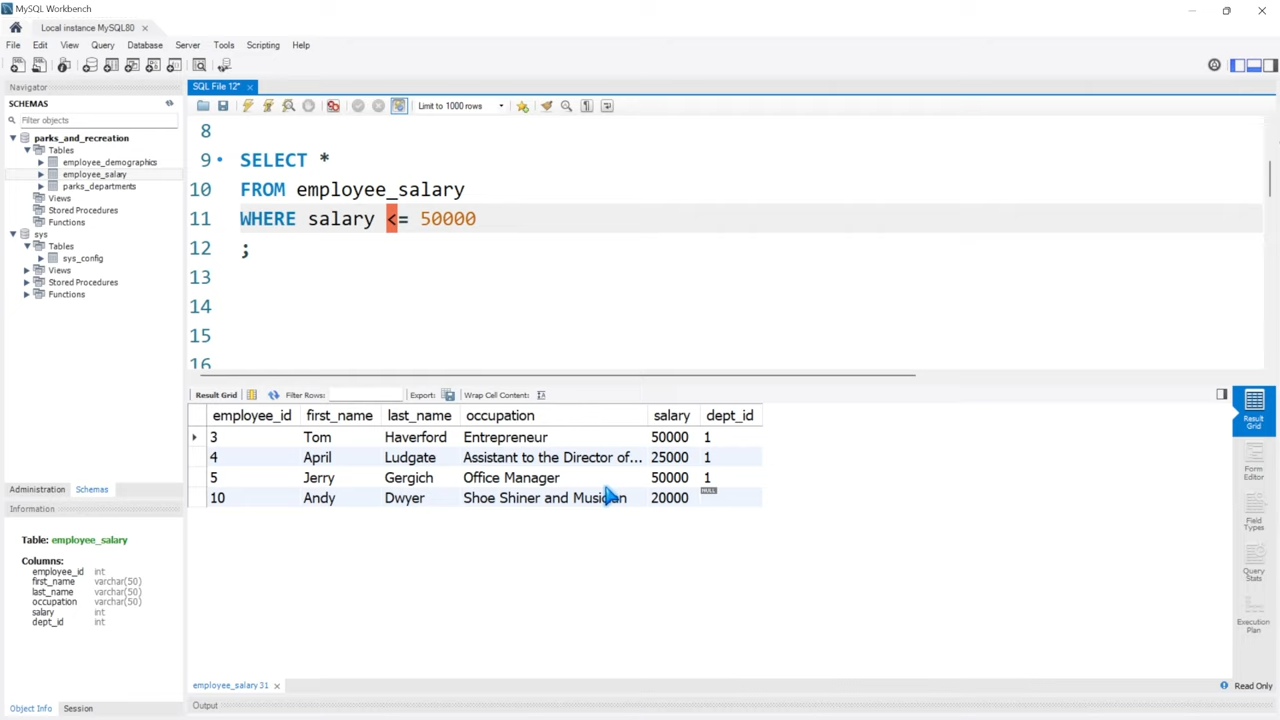 MySQL Workbench
Local instance MySQL80
File Edit View Query Database Server Tools Scripting Help
Navigator
SCHEMAS
Filter objects
parks_and_recreation
Tables
employee_demographics
employee_salary
parks_departments
Views
Stored Procedures
Functions
sys
Tables
sys_config
Views
Stored Procedures
Functions
Administration Schemas
Information
Table: employee_salary
Columns:
employee_id int
first_name varchar(50)
last_name varchar(50)
occupation varchar(50)
salary int
dept_id int
Object Info Session
SQL File 12*
Limit to 1000 rows
8
9 SELECT *
10 FROM employee_salary
11 WHERE salary <= 50000
12 ;
13
14
15
16
Result Grid Filter Rows: Export: Wrap Cell Content:
employee_id first_name last_name occupation salary dept_id
3 Tom Haverford Entrepreneur 50000 1
4 April Ludgate Assistant to the Director of... 25000 1
5 Jerry Gergich Office Manager 50000 1
10 Andy Dwyer Shoe Shiner and Musician 20000 NULL
Result
Grid
Form
Editor
Field
Types
Query
Stats
Execution
Plan
employee_salary 31
Read Only
Output